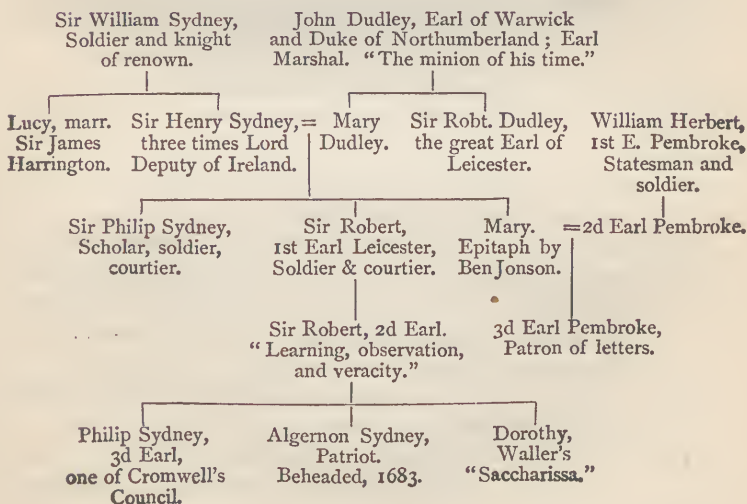 Sir William Sydney,
Soldier and knight
of renown.
John Dudley, Earl of Warwick
and Duke of Northumberland ; Earl
Marshal. “The minion of his time.”
Lucy, marr.
Sir James
Harrington.
Sir Henry Sydney,=
three times Lord
Deputy of Ireland.
Mary
Dudley.
Sir Robt. Dudley,
the great Earl of
Leicester.
William Herbert,
1st E. Pembroke,
Statesman and
soldier.
Sir Philip Sydney,
Scholar, soldier,
courtier.
Sir Robert,
1st Earl Leicester,
Soldier & courtier.
Mary.
Epitaph by
Ben Jonson.
=2d Earl Pembroke.
Sir Robert, 2d Earl.
“Learning, observation,
and veracity.”
3d Earl Pembroke,
Patron of letters.
Philip Sydney,
3d Earl,
one of Cromwell’s
Council.
Algernon Sydney,
Patriot.
Beheaded, 1683.
Dorothy,
Waller’s
“Saccharissa.”